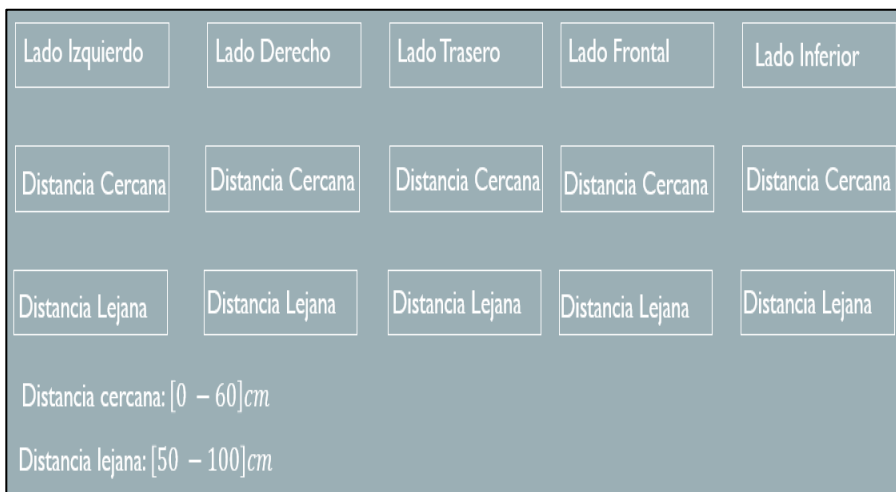 Lado Izquierdo Lado Derecho Lado Trasero Lado Frontal Lado Inferior
Distancia Cercana Distancia Cercana Distancia Cercana Distancia Cercana Distancia Cercana
Distancia Lejana Distancia Lejana Distancia Lejana Distancia Lejana Distancia Lejana
Distancia cercana: [0 – 60]cm
Distancia lejana: [50 – 100]cm